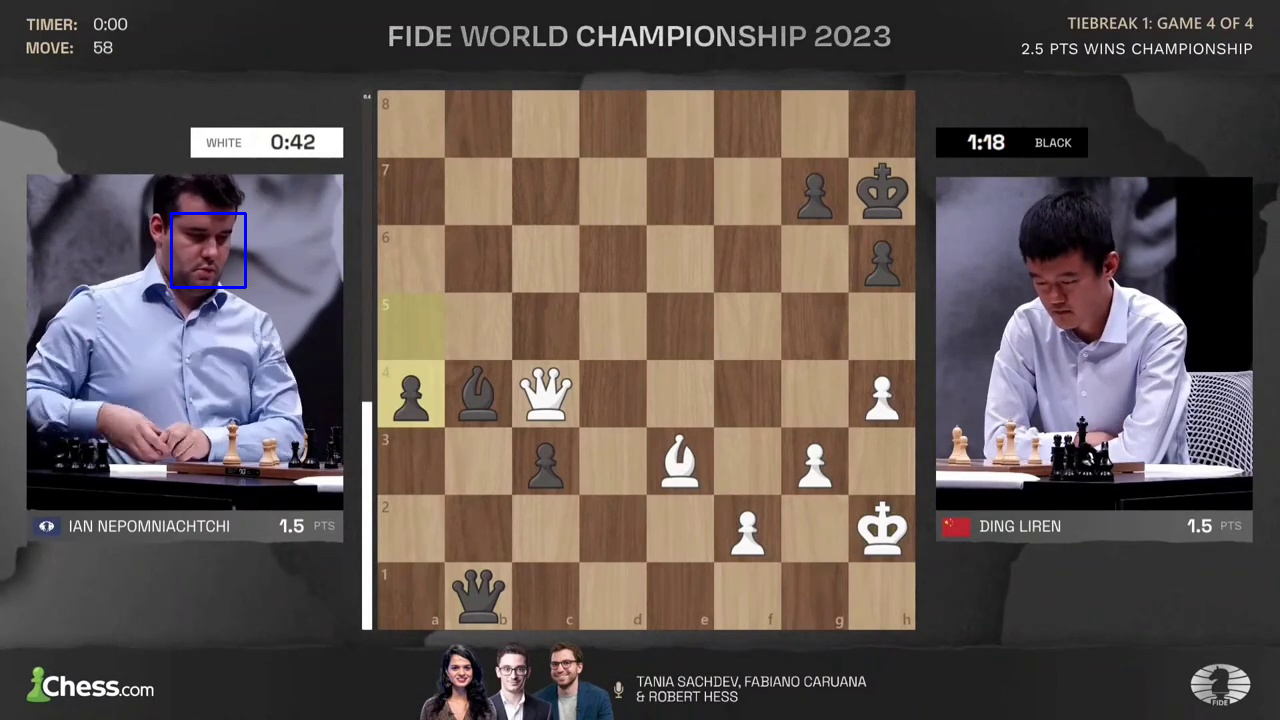 TIMER: 0:00
MOVE: 58
FIDE WORLD CHAMPIONSHIP 2023
TIEBREAK 1: GAME 4 OF 4
2.5 PTS WINS CHAMPIONSHIP
WHITE 0:42
1:18 BLACK
8
7
6
5
4
3
2
1
a b c d e f g h
IAN NEPOMNIACHTCHI 1.5 PTS
DING LIREN 1.5 PTS
Chess.com
TANIA SACHDEV, FABIANO CARUANA
& ROBERT HESS
FIDE